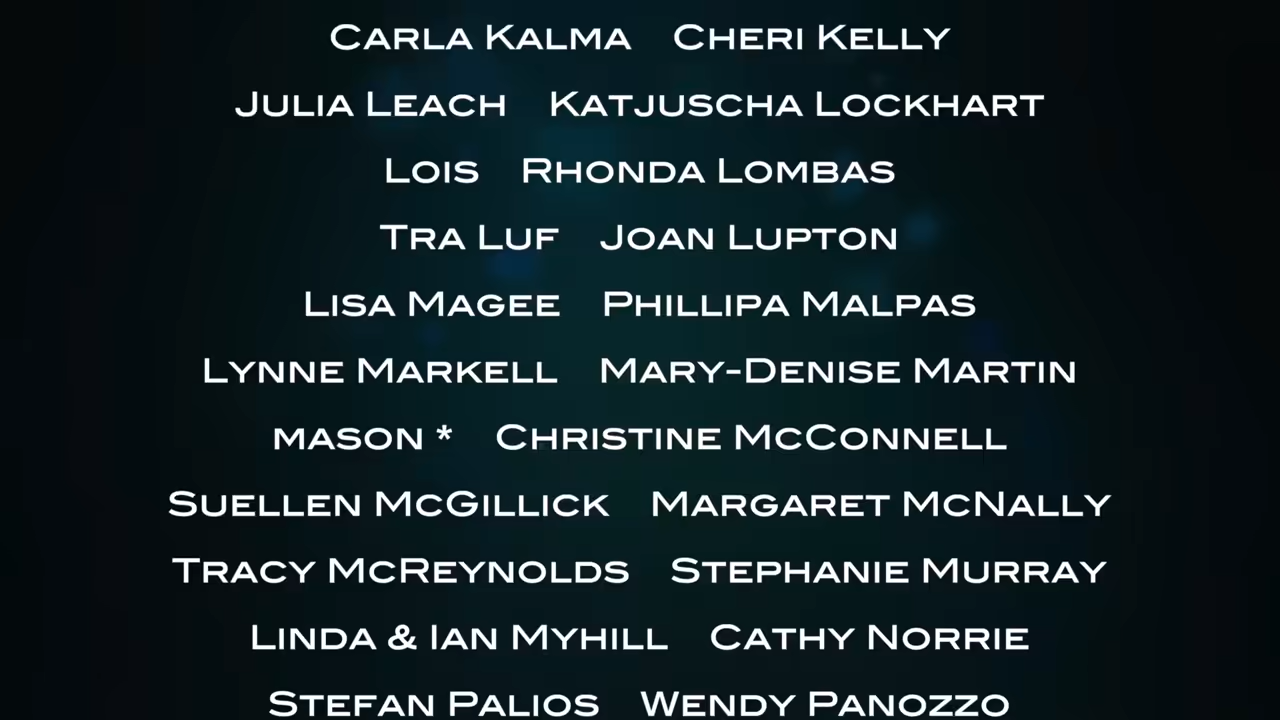 Carla Kalma Cheri Kelly
Julia Leach Katjuscha Lockhart
Lois Rhonda Lombas
Tra Luf Joan Lupton
Lisa Magee Phillipa Malpas
Lynne Markell Mary-Denise Martin
mason * Christine McConnell
Suellen McGillick Margaret McNally
Tracy McReynolds Stephanie Murray
Linda & Ian Myhill Cathy Norrie
Stefan Palios Wendy Panozzo